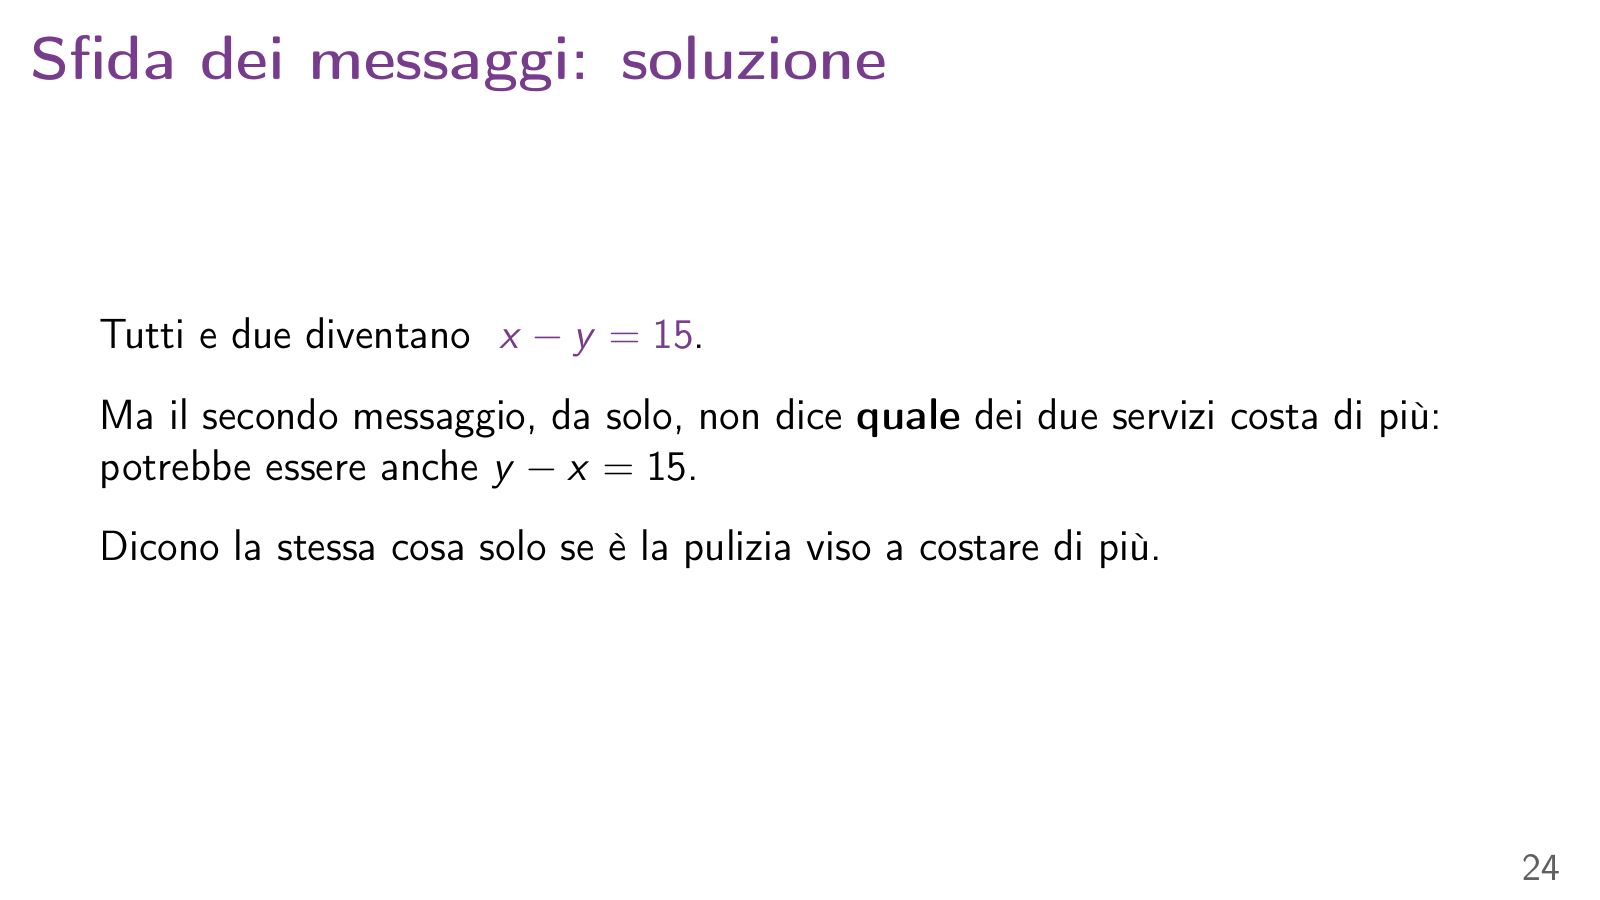 Sfida dei messaggi: soluzione
Tutti e due diventano x − y = 15.
Ma il secondo messaggio, da solo, non dice quale dei due servizi costa di più:
potrebbe essere anche y − x = 15.
Dicono la stessa cosa solo se è la pulizia viso a costare di più.
24